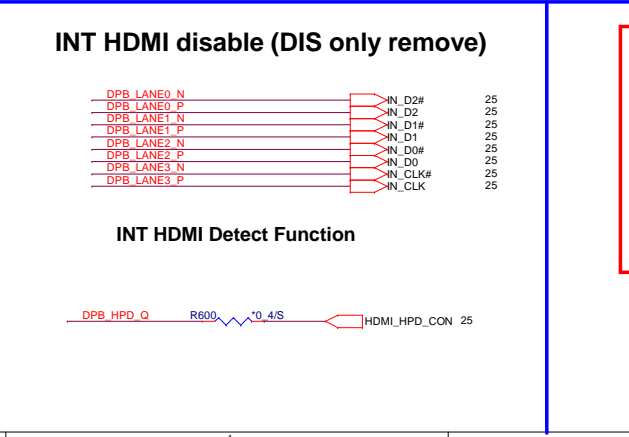 INT HDMI disable (DIS only remove)
DPB_LANE0_N IN_D2# 25
DPB_LANE0_P IN_D2 25
DPB_LANE1_N IN_D1# 25
DPB_LANE1_P IN_D1 25
DPB_LANE2_N IN_D0# 25
DPB_LANE2_P IN_D0 25
DPB_LANE3_N IN_CLK# 25
DPB_LANE3_P IN_CLK 25
INT HDMI Detect Function
DPB_HPD_Q R600 *0_4/S HDMI_HPD_CON 25